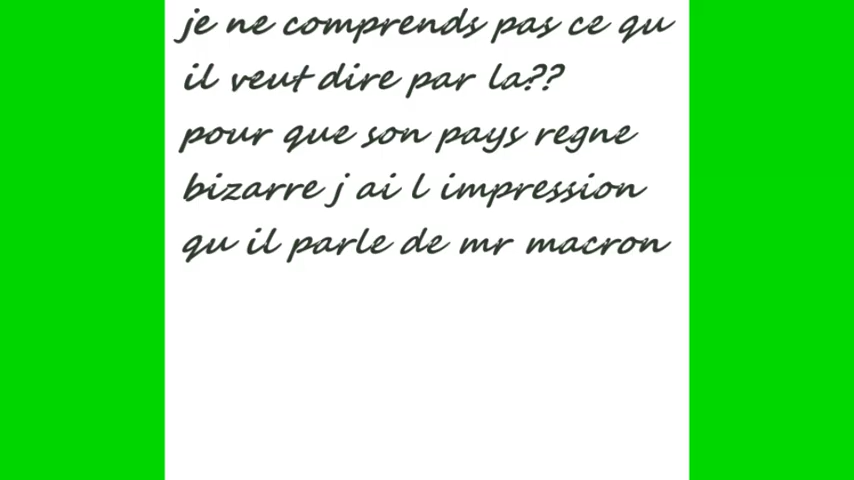 je ne comprends pas ce qu
il veut dire par la??
pour que son pays regne
bizarre j ai l impression
qu il parle de mr macron